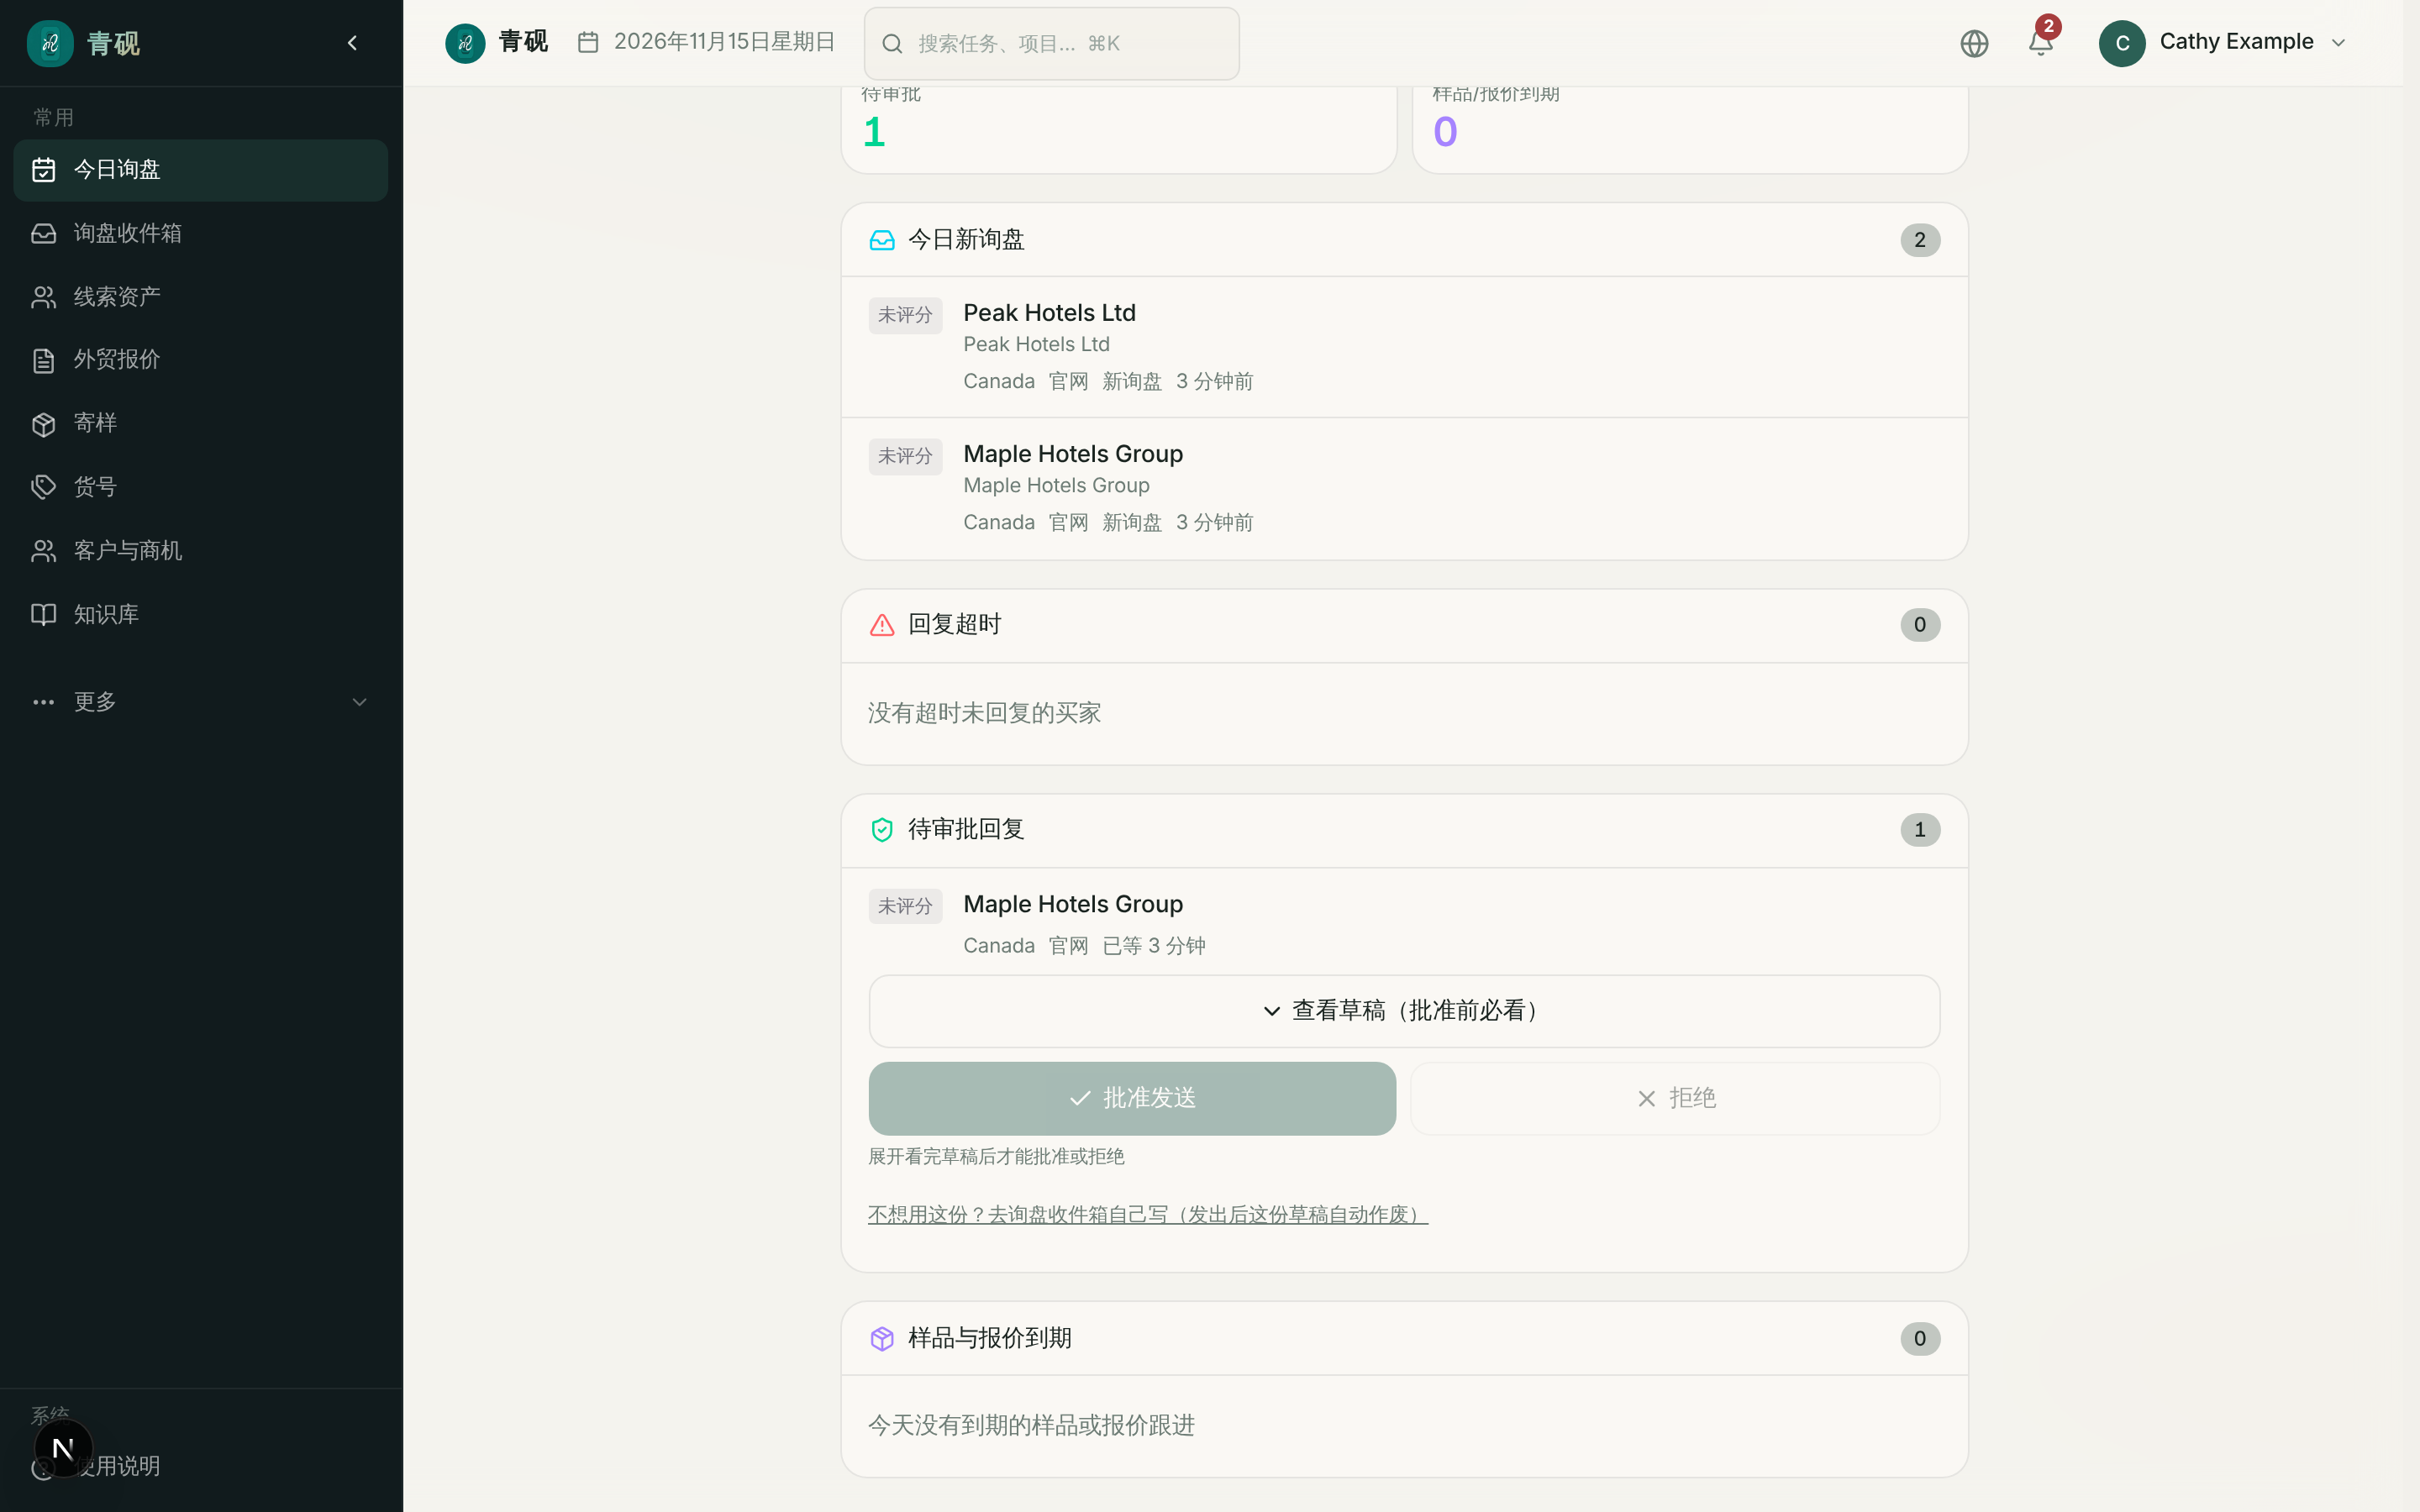 青砚
常用
今日询盘
询盘收件箱
线索资产
外贸报价
寄样
货号
客户与商机
知识库
更多
系统
使用说明
N
青砚
2026年11月15日星期日
搜索任务、项目... ⌘K
2
C
Cathy Example
待审批
1
样品/报价到期
0
今日新询盘
2
未评分
Peak Hotels Ltd
Peak Hotels Ltd
Canada 官网 新询盘 3 分钟前
未评分
Maple Hotels Group
Maple Hotels Group
Canada 官网 新询盘 3 分钟前
回复超时
0
没有超时未回复的买家
待审批回复
1
未评分
Maple Hotels Group
Canada 官网 已等 3 分钟
查看草稿（批准前必看）
批准发送
拒绝
展开看完草稿后才能批准或拒绝
不想用这份？去询盘收件箱自己写（发出后这份草稿自动作废）
样品与报价到期
0
今天没有到期的样品或报价跟进